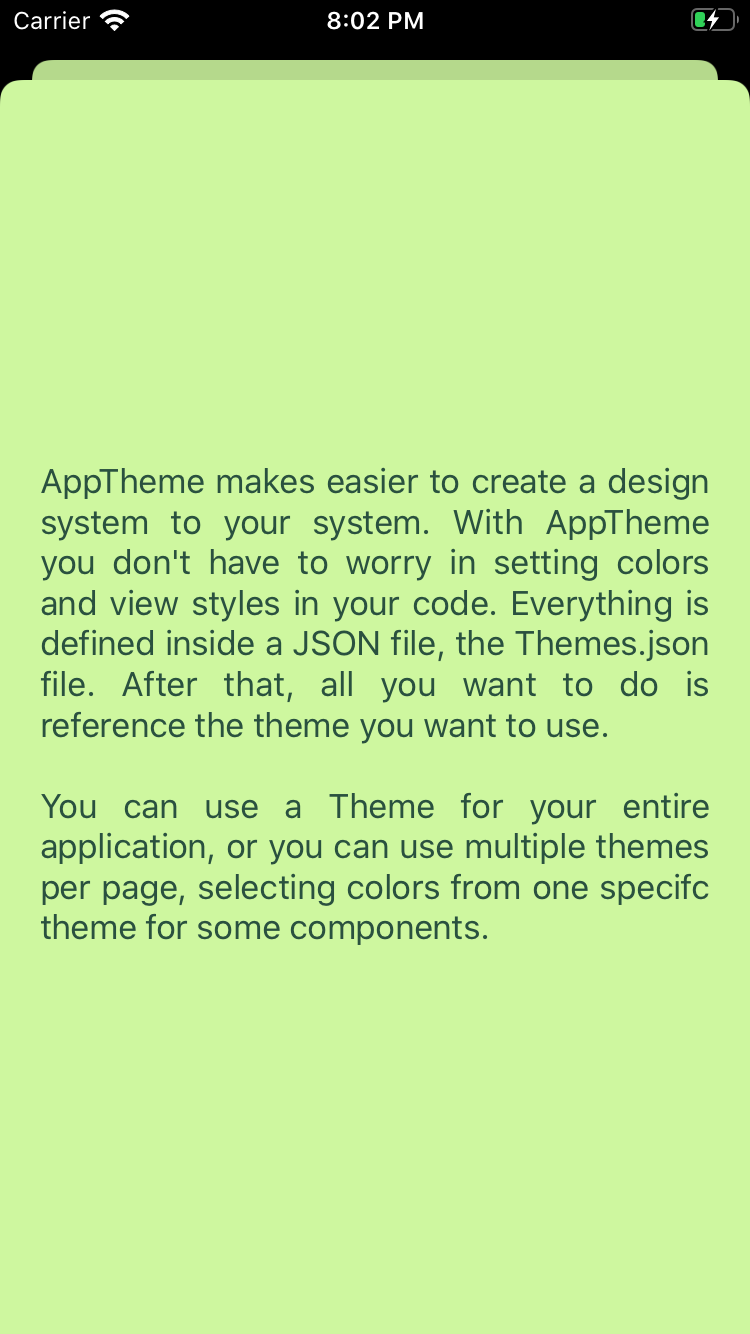 Carrier
8:02 PM
AppTheme makes easier to create a design
system to your system. With AppTheme
you don't have to worry in setting colors
and view styles in your code. Everything is
defined inside a JSON file, the Themes.json
file. After that, all you want to do is
reference the theme you want to use.
You can use a Theme for your entire
application, or you can use multiple themes
per page, selecting colors from one specifc
theme for some components.